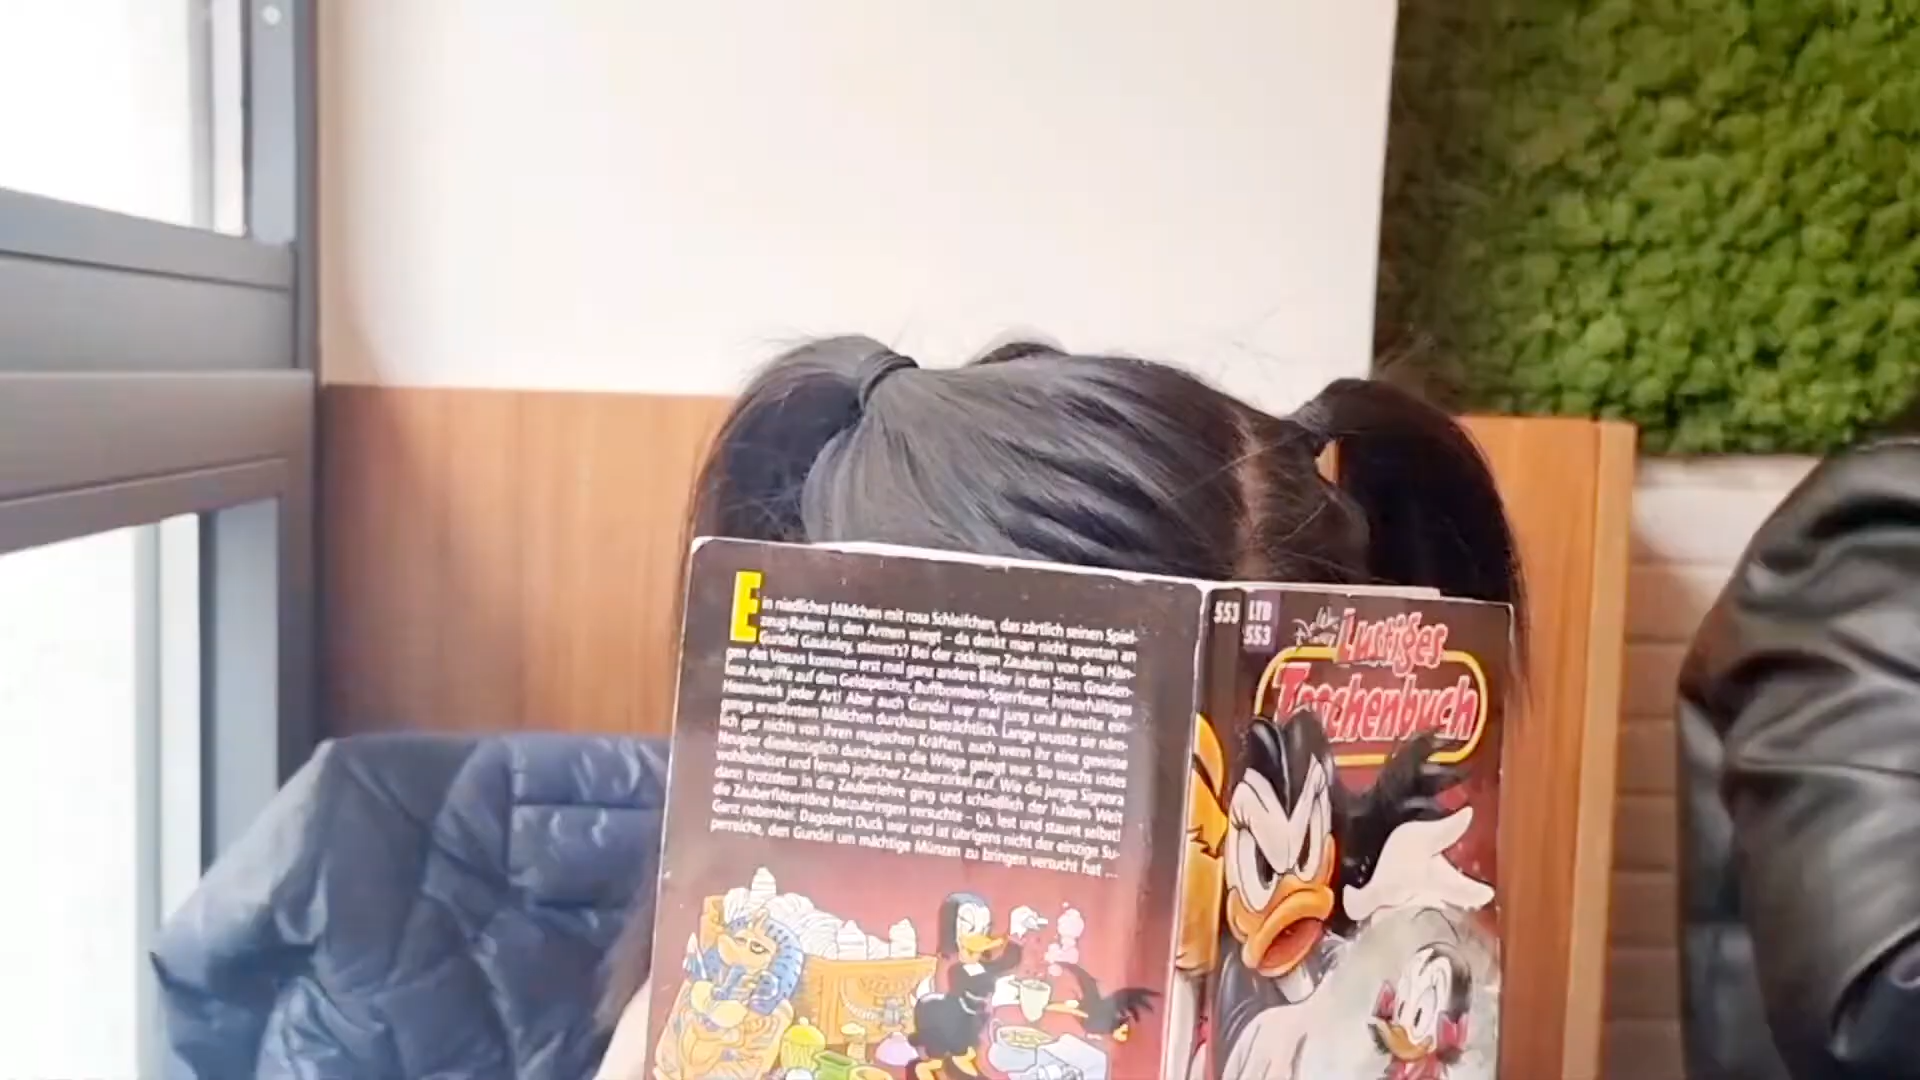 Ein niedliches Mädchen mit rosa Schleifchen, das zärtlich seinen Spiel-
zeug-Raben in den Armen wiegt – da denkt man nicht spontan an
Gundel Gaukeley, stimmt's? Bei der zickigen Zauberin von den Hän-
gen des Vesuvs kommen erst mal ganz andere Bilder in den Sinn: Gnaden-
lose Angriffe auf den Geldspeicher, Buffbomben-Sperrfeuer, hinterhältiges
Hexenwerk jeder Art! Aber auch Gundel war mal jung und ähnelte ein-
gangs erwähntem Mädchen durchaus beträchtlich. Lange wusste sie näm-
lich gar nichts von ihren magischen Kräften, auch wenn ihr eine gewisse
Neugier diesbezüglich durchaus in die Wiege gelegt war. Sie wuchs indes
wohlbehütet und fernab jeglicher Zauberzirkel auf. Wie die junge Signora
dann trotzdem in die Zauberlehre ging und schließlich der halben Welt
die Zauberflötentöne beizubringen versuchte – tja, lest und staunt selbst!
Ganz nebenbei: Dagobert Duck war und ist übrigens nicht der einzige Su-
perreiche, den Gundel um mächtige Münzen zu bringen versucht hat ...
553
LTB
553
Walt Disney
Lustiges
Taschenbuch